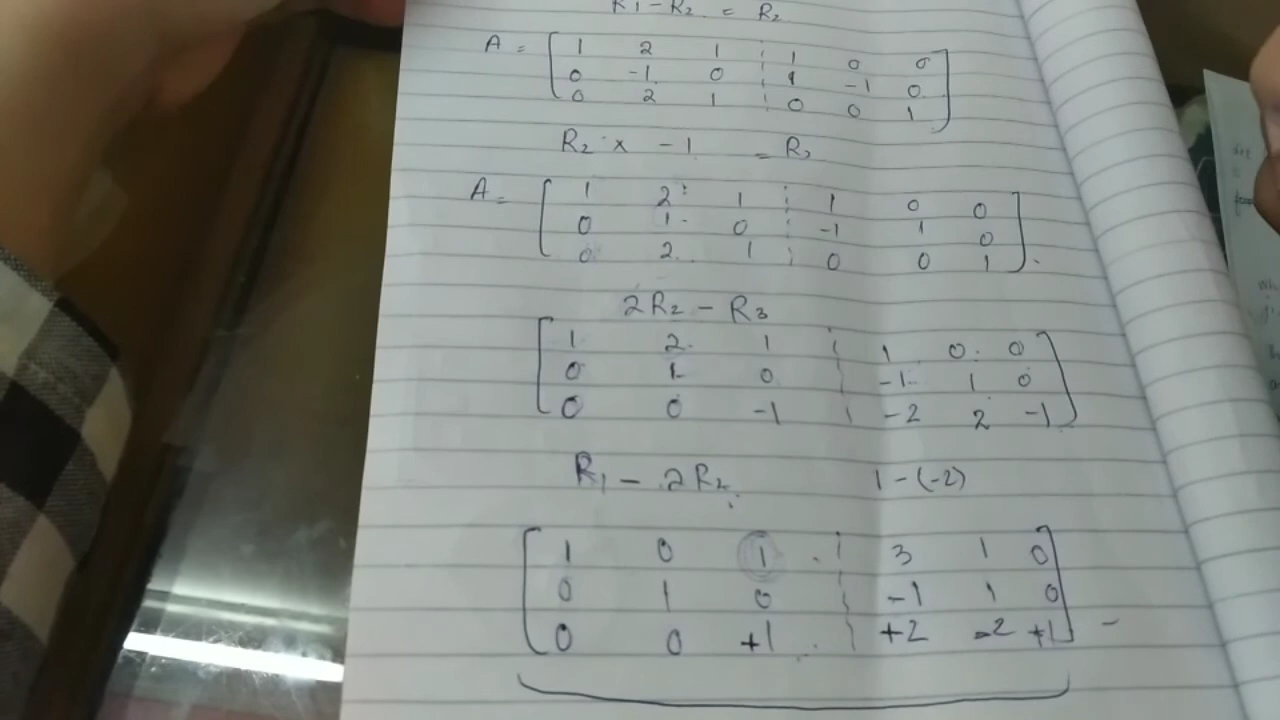 R1 - R2 = R2
A = [ 1 2 1 ¦ 1 0 0
0 -1 0 ¦ 1 -1 0
0 2 1 ¦ 0 0 1 ]
R2 × -1 = R2
A = [ 1 2 1 ¦ 1 0 0
0 1 0 ¦ -1 1 0
0 2 1 ¦ 0 0 1 ]
2R2 - R3
[ 1 2 1 ¦ 1 0 0
0 1 0 ¦ -1 1 0
0 0 -1 ¦ -2 2 -1 ]
R1 - 2R2 1-(-2)
[ 1 0 1 ¦ 3 1 0
0 1 0 ¦ -1 1 0
0 0 +1 ¦ +2 -2 +1 ] -